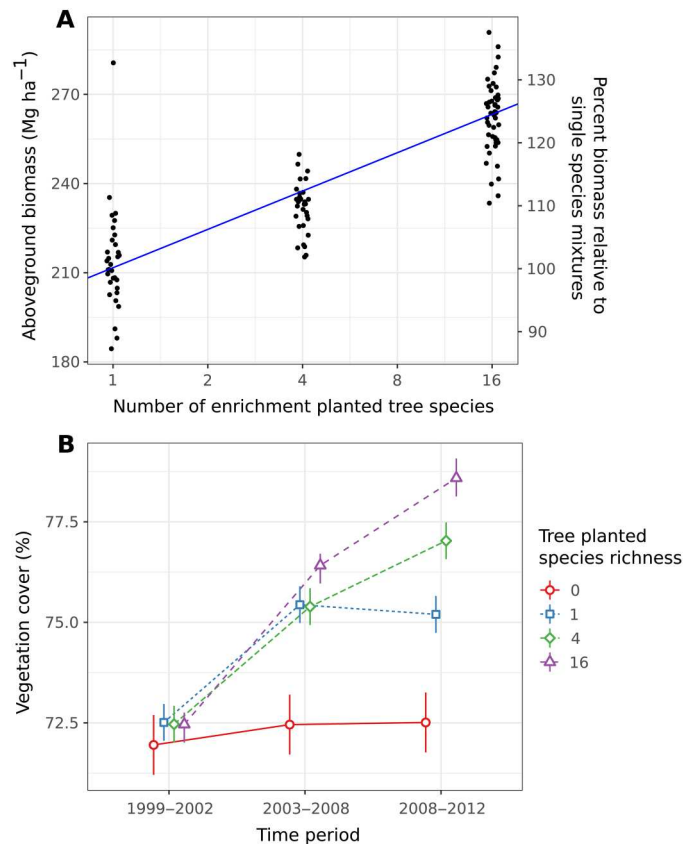 A
Aboveground biomass (Mg ha⁻¹)
270
240
210
180
130
120
110
100
90
Percent biomass relative to
single species mixtures
1 2 4 8 16
Number of enrichment planted tree species
B
Vegetation cover (%)
77.5
75.0
72.5
1999–2002 2003–2008 2008–2012
Time period
Tree planted
species richness
0
1
4
16